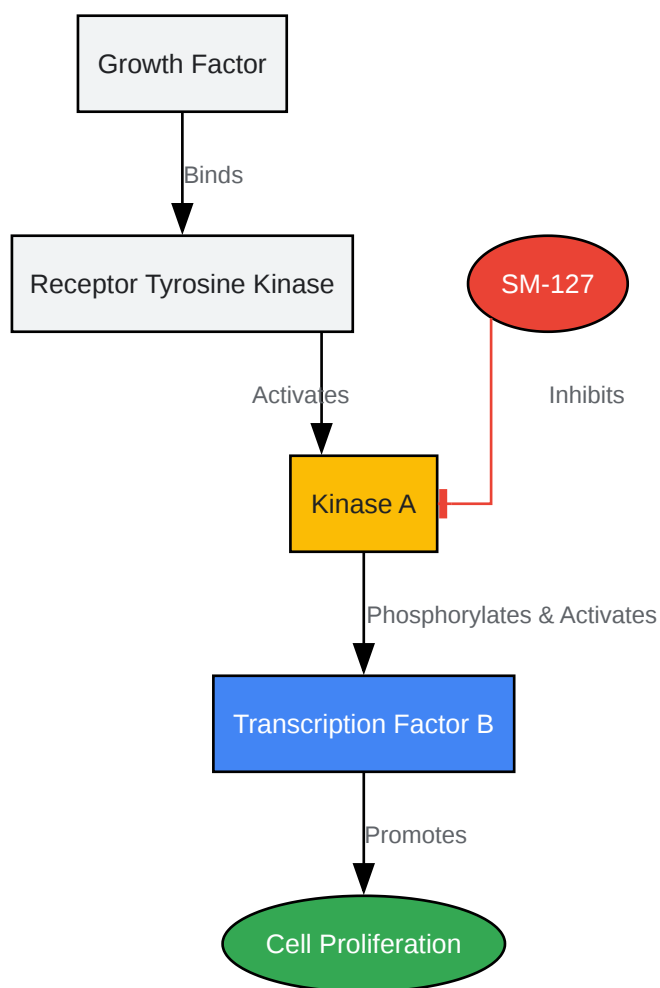 Growth Factor
Binds
Receptor Tyrosine Kinase
SM-127
Activates
Inhibits
Kinase A
Phosphorylates & Activates
Transcription Factor B
Promotes
Cell Proliferation